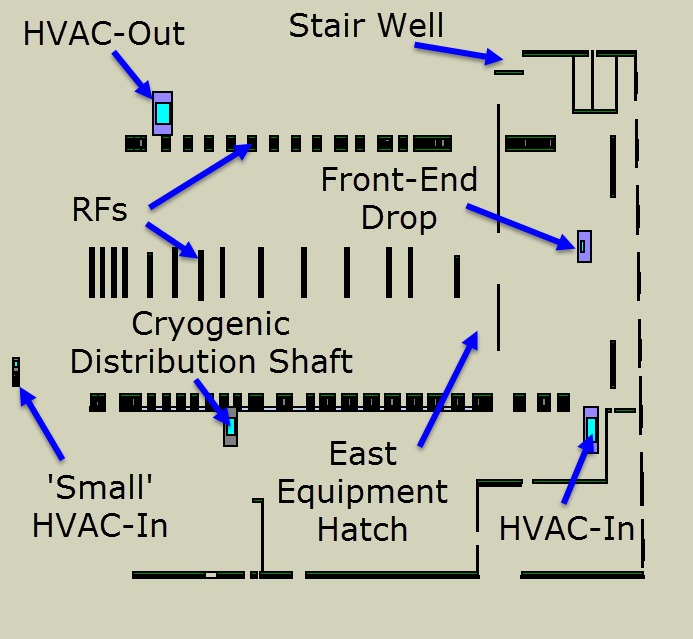 HVAC-Out
Stair Well
RFs
Front-End
Drop
Cryogenic
Distribution Shaft
'Small'
HVAC-In
East
Equipment
Hatch
HVAC-In